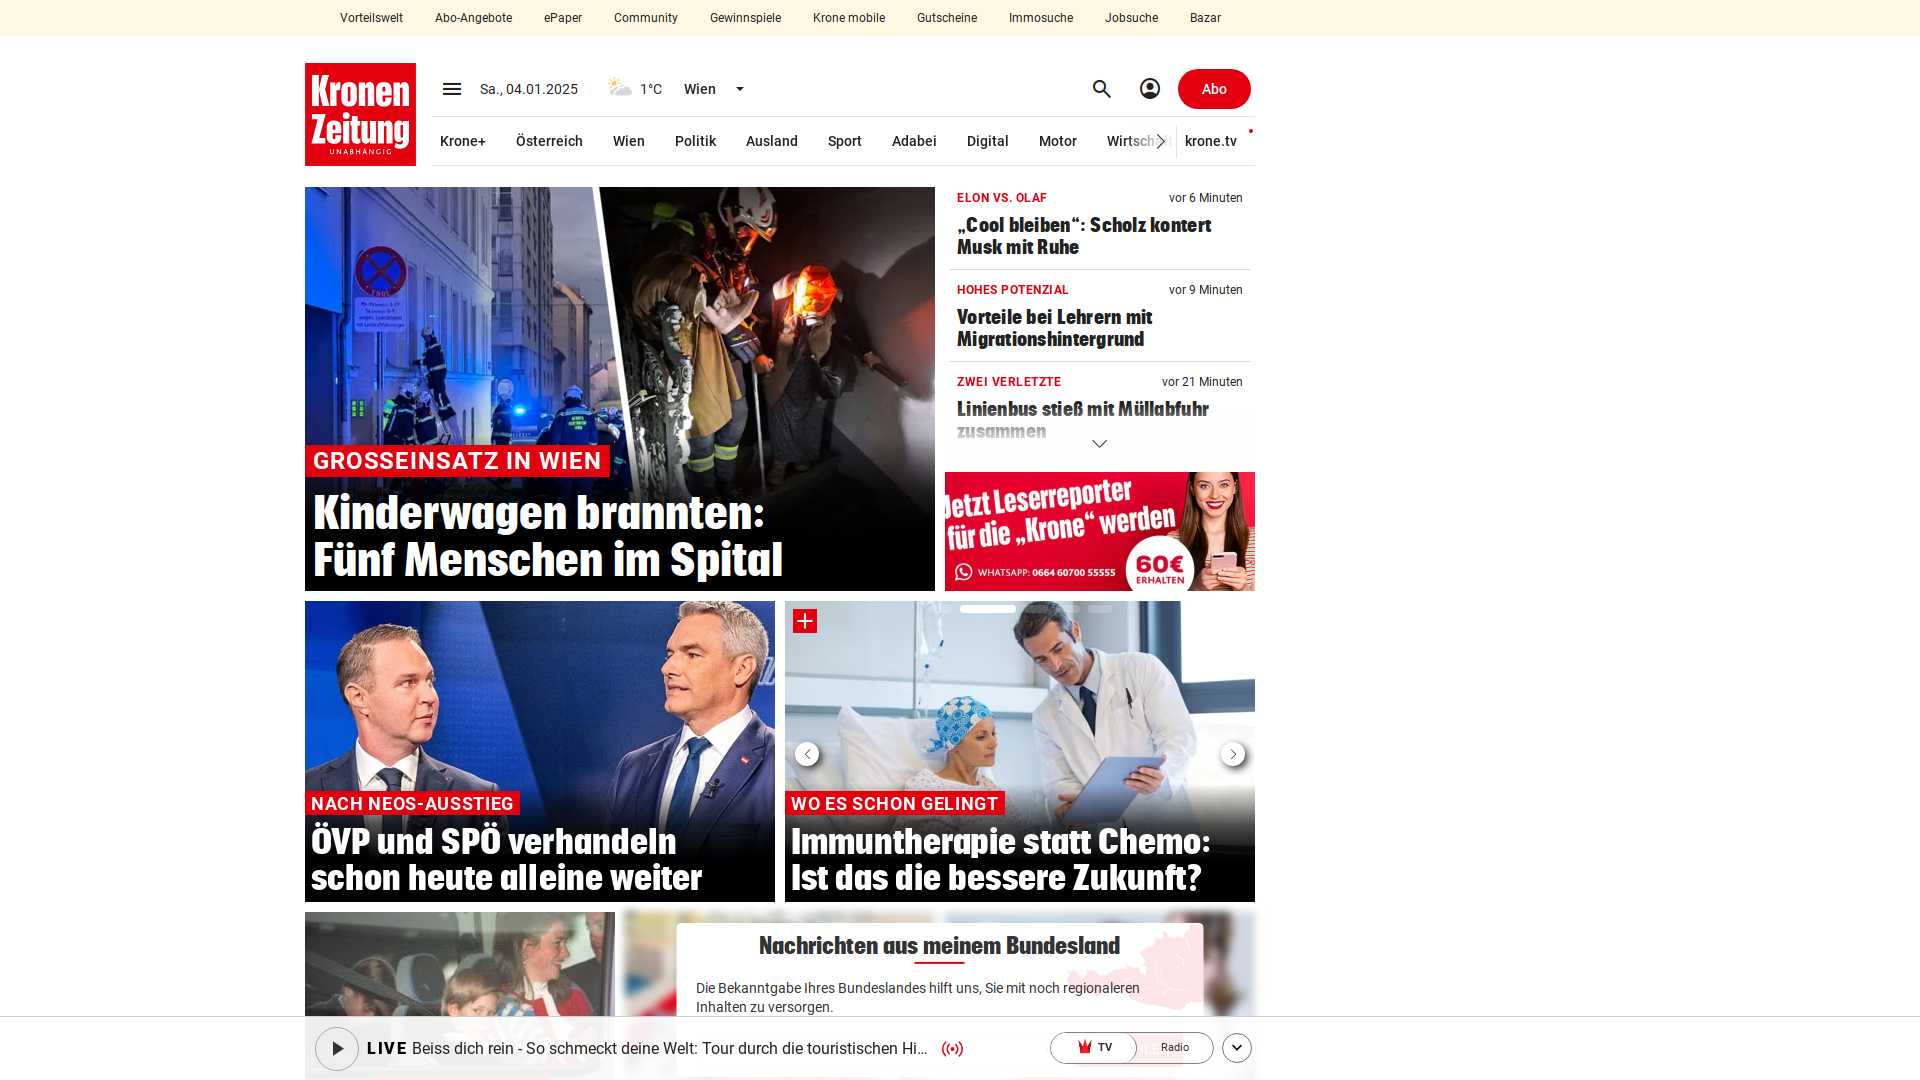 Vorteilswelt Abo-Angebote ePaper Community Gewinnspiele Krone mobile Gutscheine Immosuche Jobsuche Bazar
Kronen
Zeitung
UNABHÄNGIG
Sa., 04.01.2025 1°C Wien Abo
Krone+ Österreich Wien Politik Ausland Sport Adabei Digital Motor krone.tv
GROSSEINSATZ IN WIEN
Kinderwagen brannten:
Fünf Menschen im Spital
ELON VS. OLAF vor 6 Minuten
„Cool bleiben“: Scholz kontert
Musk mit Ruhe
HOHES POTENZIAL vor 9 Minuten
Vorteile bei Lehrern mit
Migrationshintergrund
ZWEI VERLETZTE vor 21 Minuten
Linienbus stieß mit Müllabfuhr
zusammen
Jetzt Leserreporter
für die „Krone“ werden
WHATSAPP: 0664 60700 55555
60€
ERHALTEN
NACH NEOS-AUSSTIEG
ÖVP und SPÖ verhandeln
schon heute alleine weiter
WO ES SCHON GELINGT
Immuntherapie statt Chemo:
Ist das die bessere Zukunft?
Nachrichten aus meinem Bundesland
Die Bekanntgabe Ihres Bundeslandes hilft uns, Sie mit noch regionaleren
Inhalten zu versorgen.
LIVE Beiss dich rein - So schmeckt deine Welt: Tour durch die touristischen Hi... TV Radio